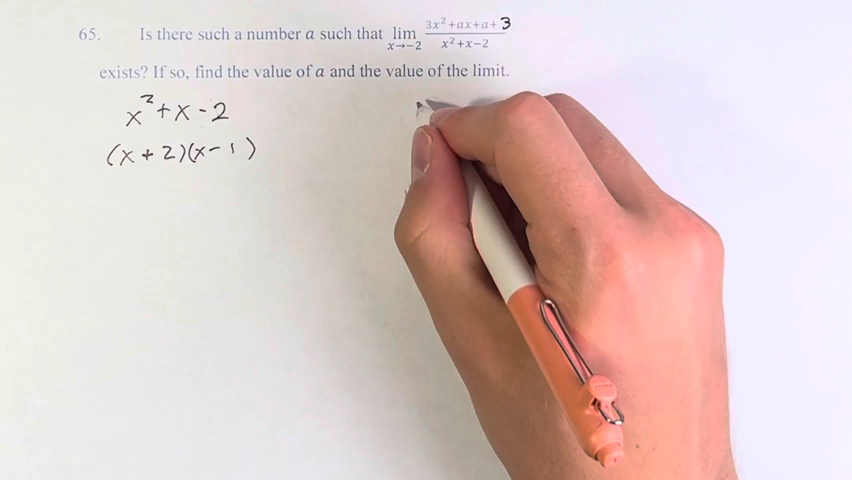 65. Is there such a number a such that lim x→−2 3x²+ax+a+3 / x²+x−2
exists? If so, find the value of a and the value of the limit.
x² + x - 2
(x + 2)(x - 1)